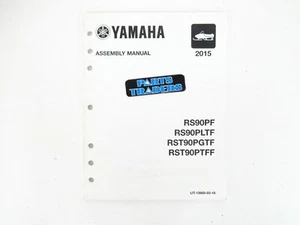 YAMAHA
ASSEMBLY MANUAL
2015
PARTS
TRADERS
RS90PF
RS90PLTF
RST90PGTF
RST90PTFF